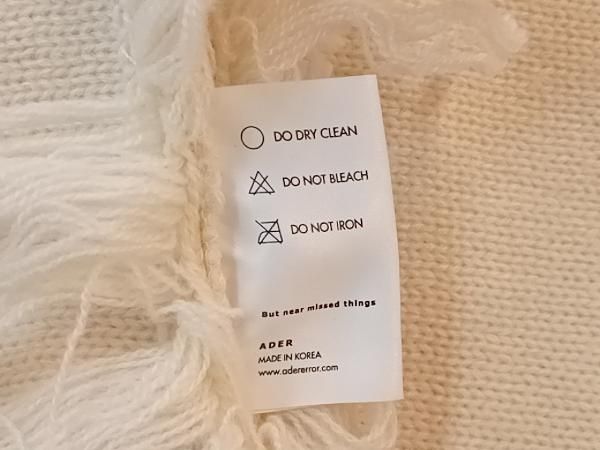 DO DRY CLEAN
DO NOT BLEACH
DO NOT IRON
But near missed things
ADER
MADE IN KOREA
www.adererror.com